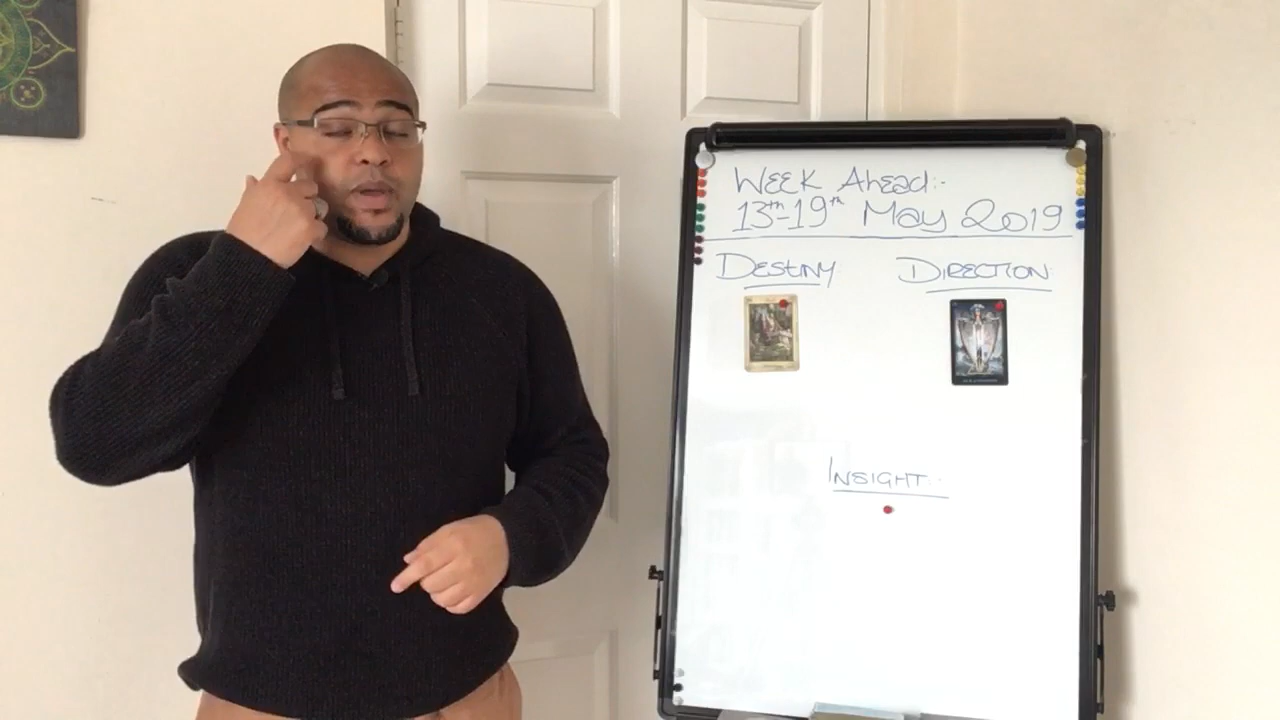 Week Ahead:-
13th-19th May 2019
Destiny
Direction
Insight:-